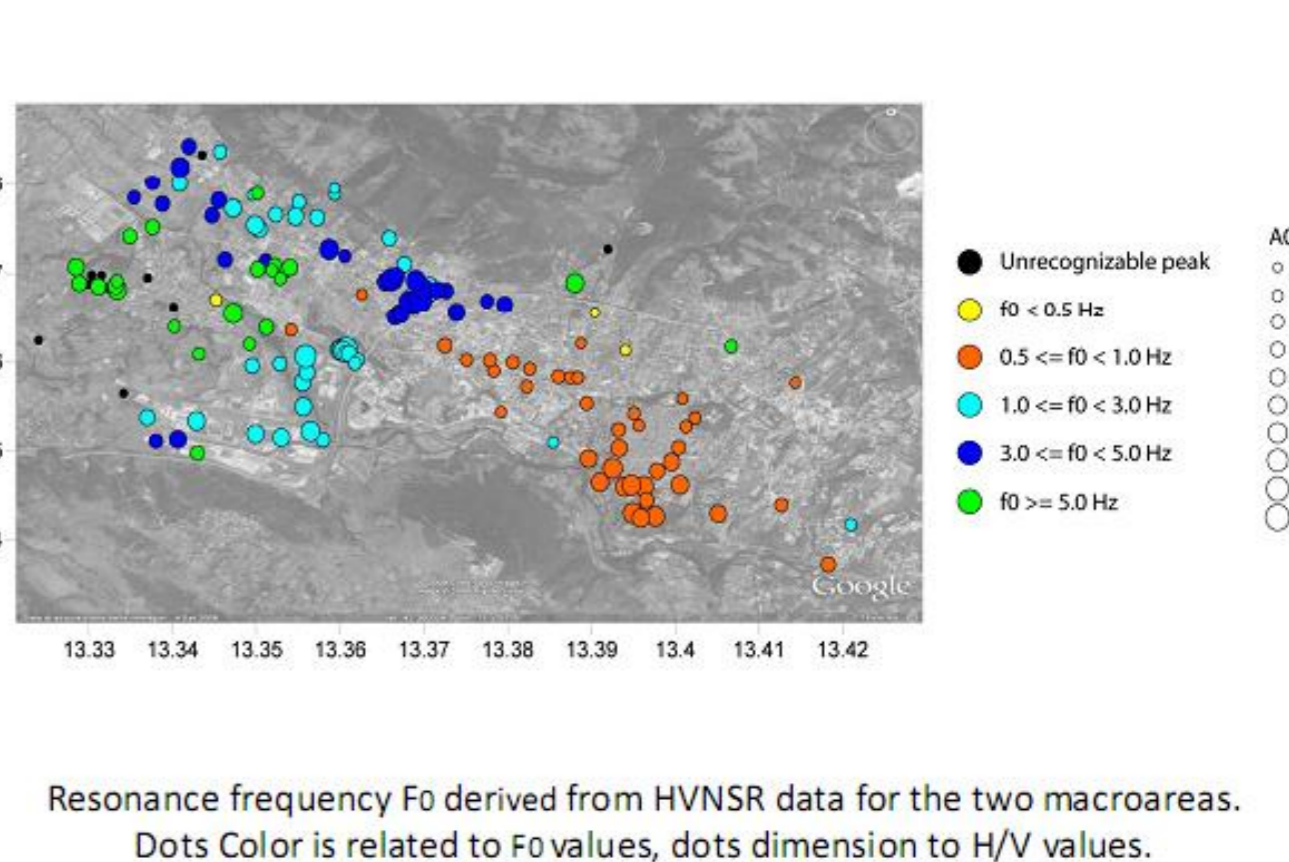 Unrecognizable peak
f0 < 0.5 Hz
0.5 <= f0 < 1.0 Hz
1.0 <= f0 < 3.0 Hz
3.0 <= f0 < 5.0 Hz
f0 >= 5.0 Hz
Google
13.33 13.34 13.35 13.36 13.37 13.38 13.39 13.4 13.41 13.42
Resonance frequency F0 derived from HVNSR data for the two macroareas.
Dots Color is related to F0 values, dots dimension to H/V values.